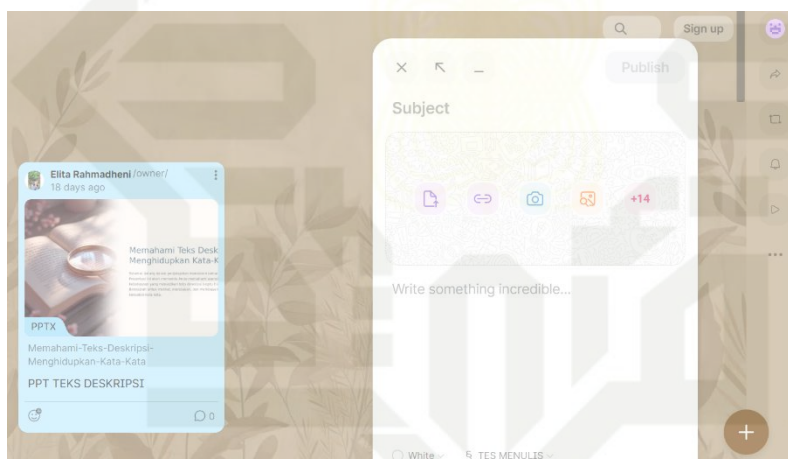 Sign up
Publish
Subject
+14
Write something incredible...
White
TES MENULIS
Elita Rahmadheni /owner/
18 days ago
Memahami Teks Desk
Menghidupkan Kata-K
PPTX
Memahami-Teks-Deskripsi-
Menghidupkan-Kata-Kata
PPT TEKS DESKRIPSI
0